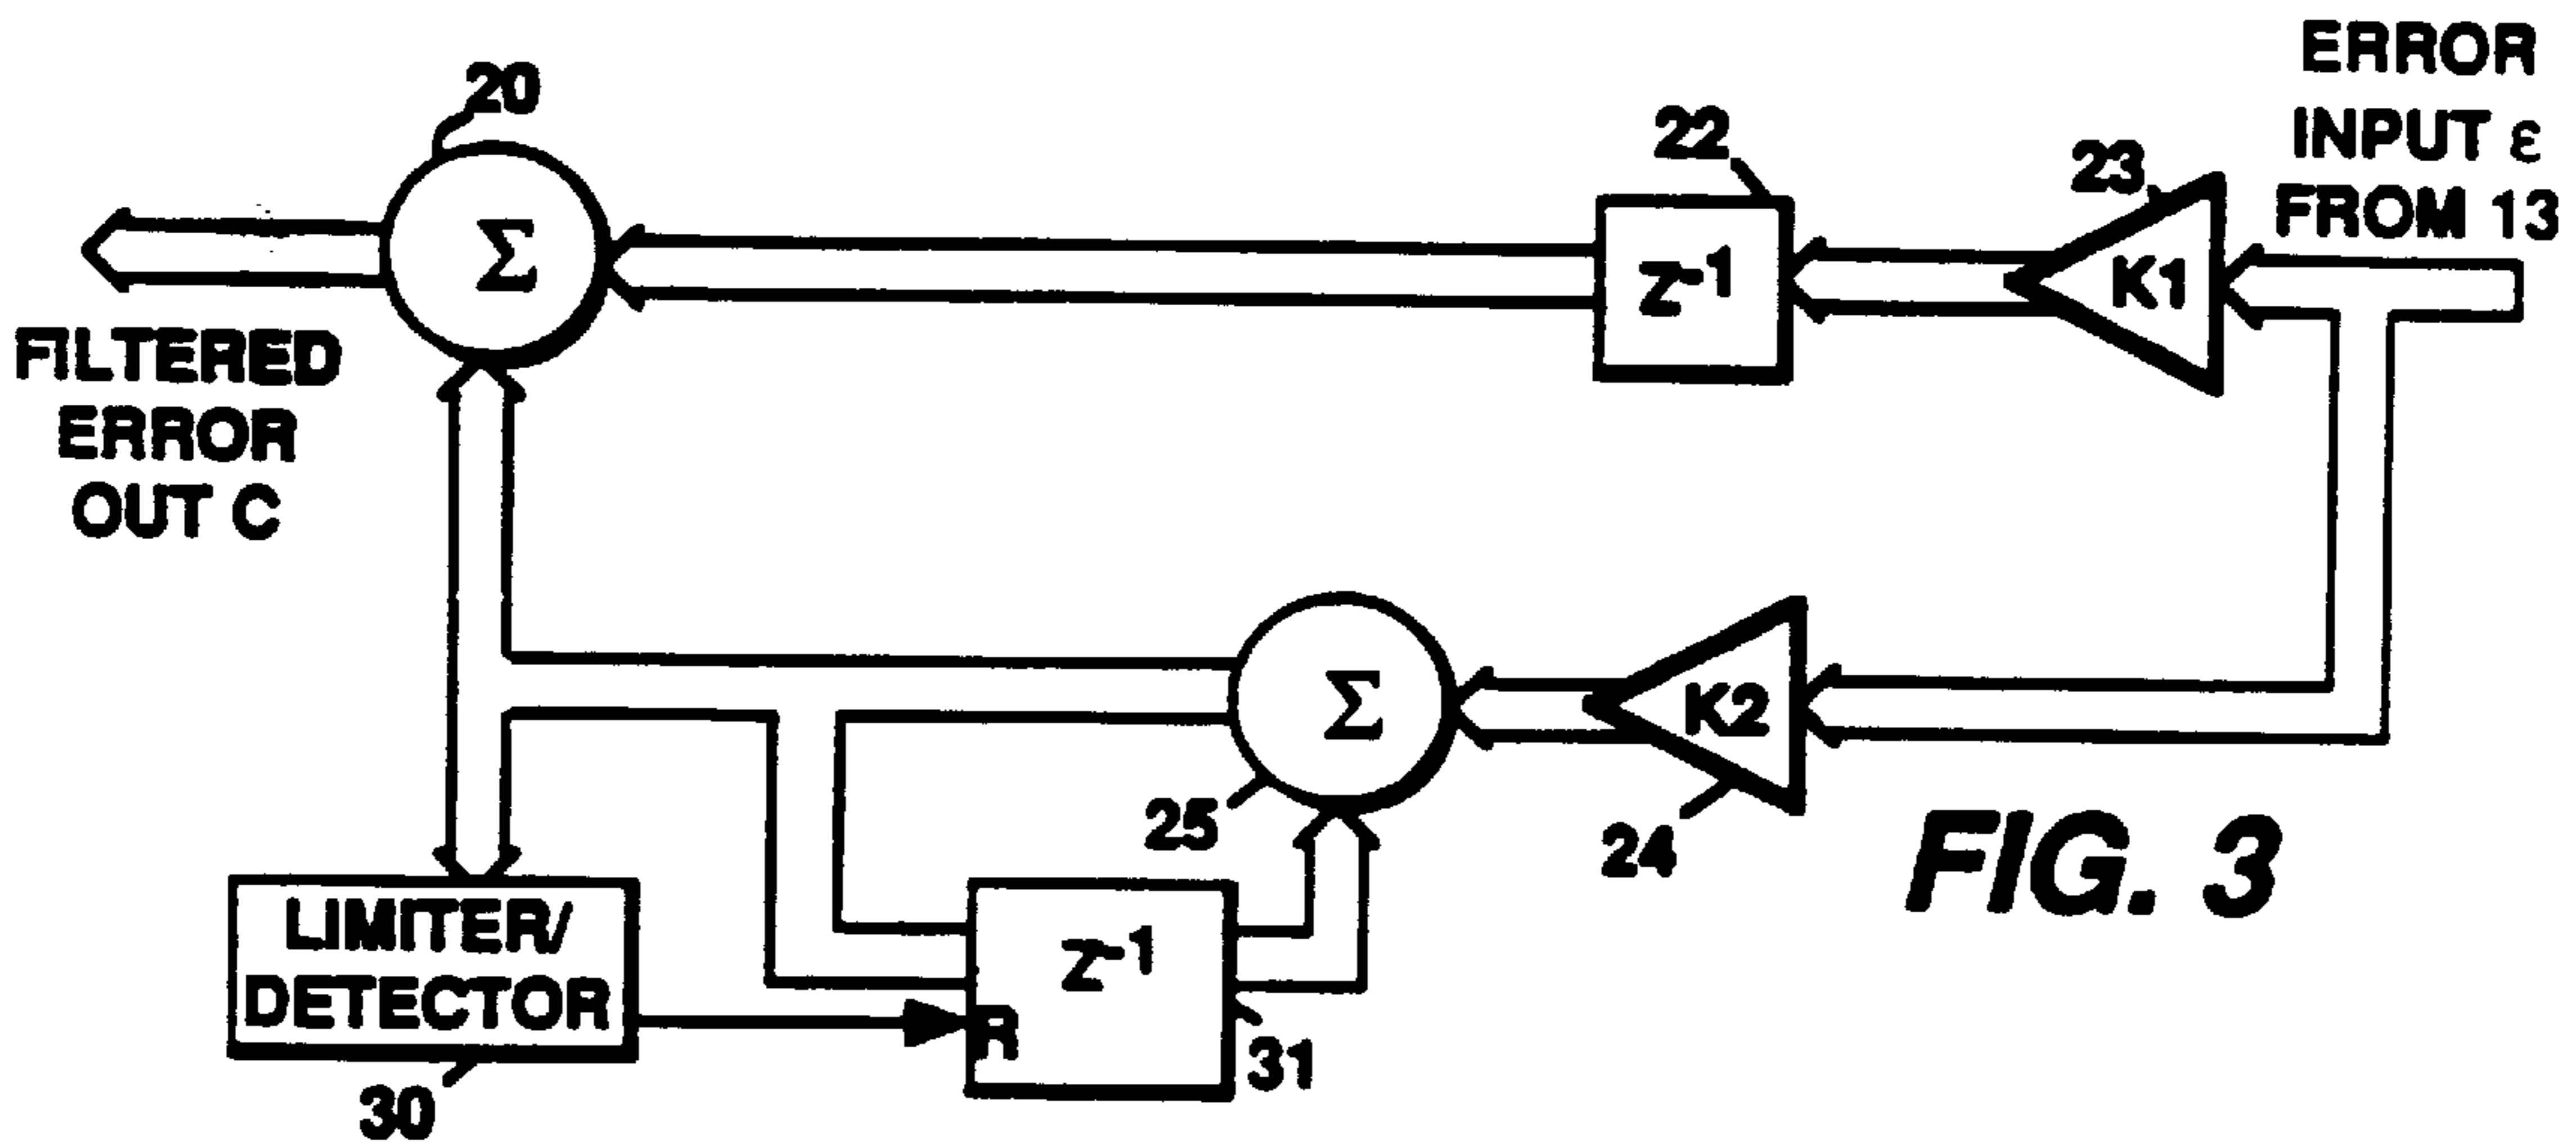 ERROR
INPUT ε
FROM 13
20
22
23
Σ
Z-1
K1
FILTERED
ERROR
OUT C
Σ
K2
25
24
FIG. 3
LIMITER/
DETECTOR
Z-1
R
31
30